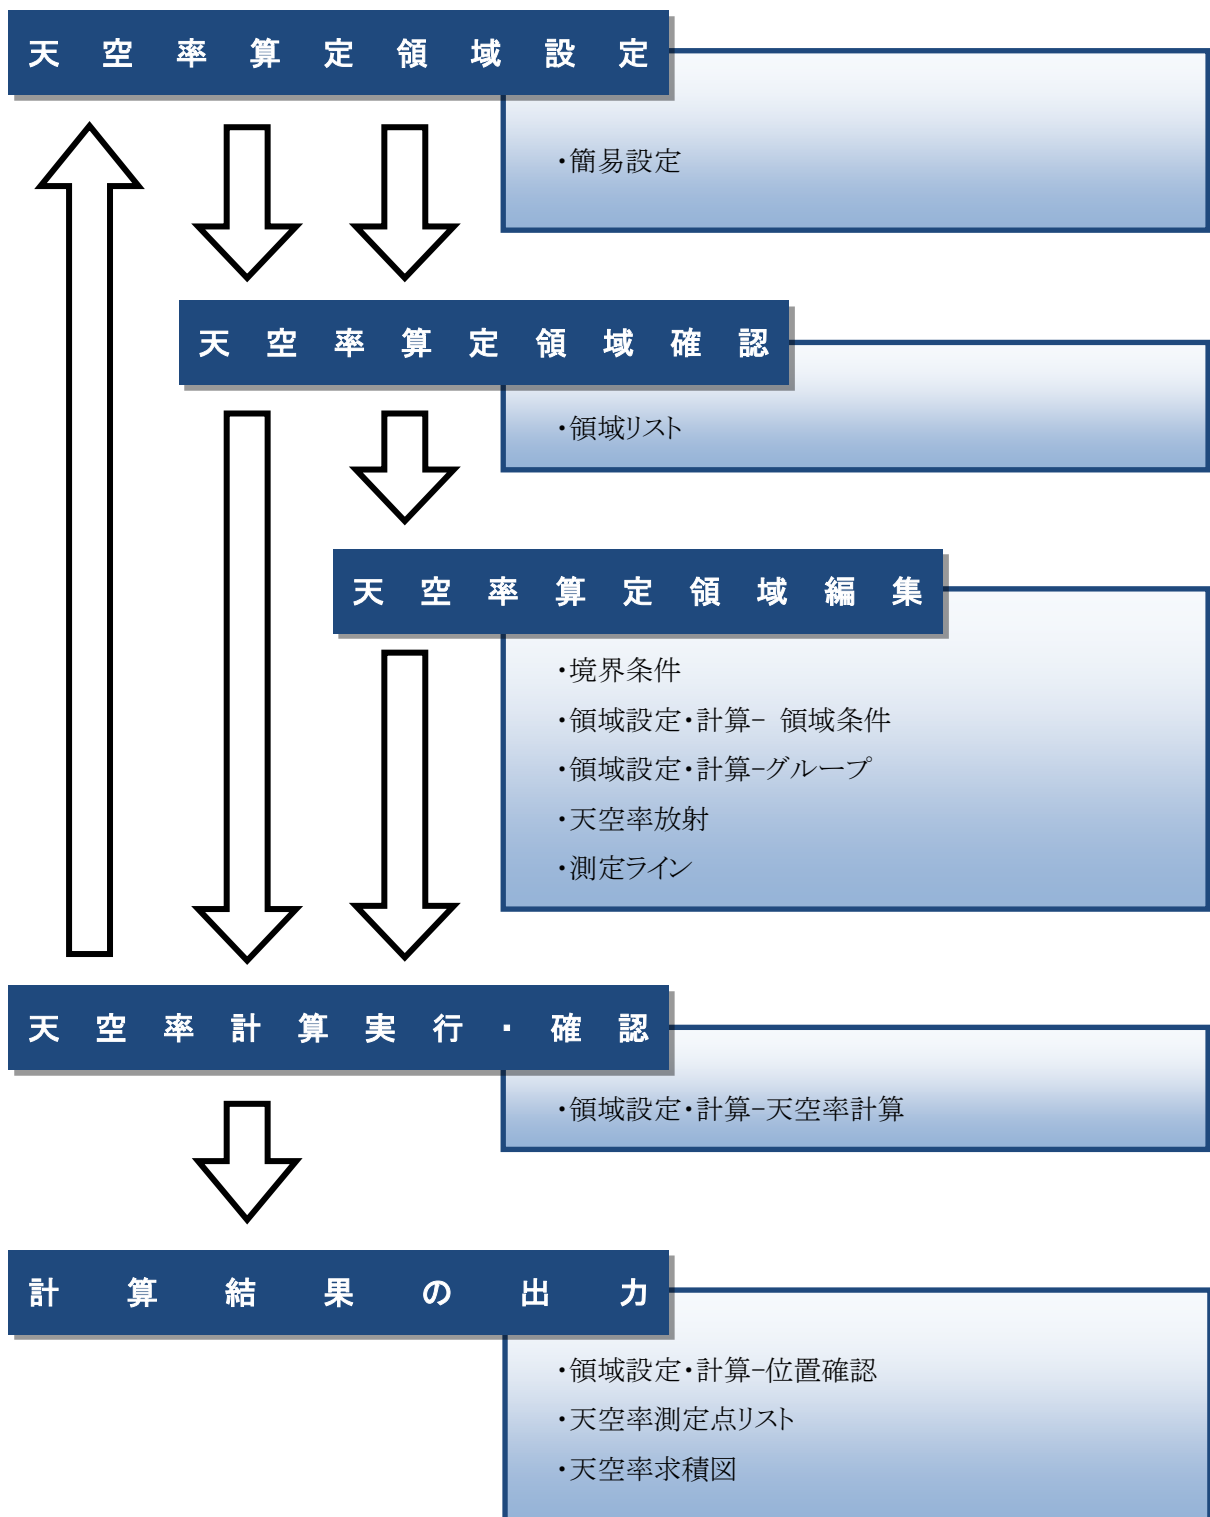 天空率算定領域設定
・簡易設定
天空率算定領域確認
・領域リスト
天空率算定領域編集
・境界条件
・領域設定・計算- 領域条件
・領域設定・計算-グループ
・天空率放射
・測定ライン
天空率計算実行・確認
・領域設定・計算-天空率計算
計算結果の出力
・領域設定・計算-位置確認
・天空率測定点リスト
・天空率求積図